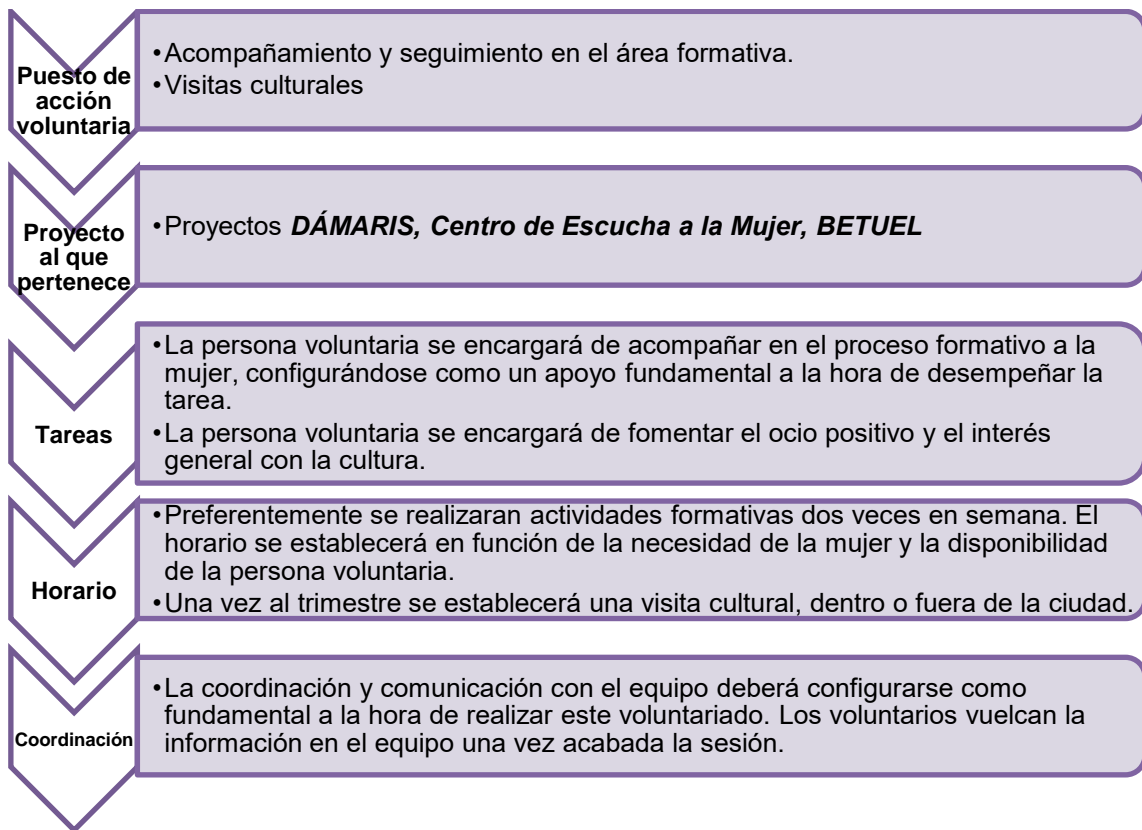 Puesto de
acción
voluntaria
•Acompañamiento y seguimiento en el área formativa.
•Visitas culturales
Proyecto
al que
pertenece
•Proyectos DÁMARIS, Centro de Escucha a la Mujer, BETUEL
Tareas
•La persona voluntaria se encargará de acompañar en el proceso formativo a la
mujer, configurándose como un apoyo fundamental a la hora de desempeñar la
tarea.
•La persona voluntaria se encargará de fomentar el ocio positivo y el interés
general con la cultura.
Horario
•Preferentemente se realizaran actividades formativas dos veces en semana. El
horario se establecerá en función de la necesidad de la mujer y la disponibilidad
de la persona voluntaria.
•Una vez al trimestre se establecerá una visita cultural, dentro o fuera de la ciudad.
Coordinación
•La coordinación y comunicación con el equipo deberá configurarse como
fundamental a la hora de realizar este voluntariado. Los voluntarios vuelcan la
información en el equipo una vez acabada la sesión.